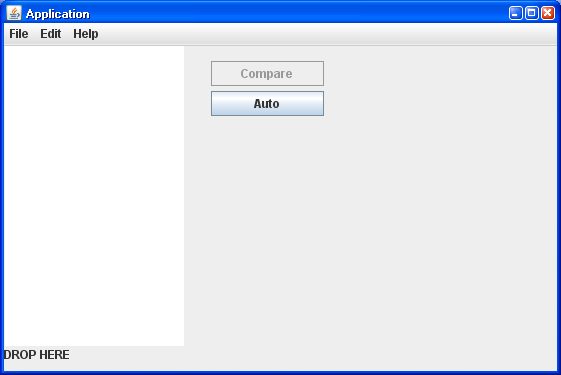 Application
File Edit Help
Compare
Auto
DROP HERE